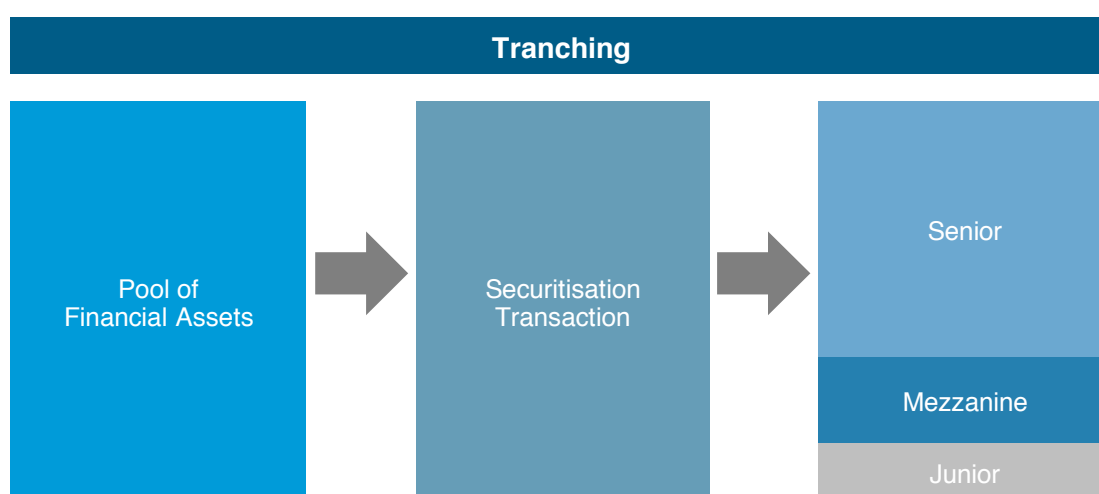 Tranching
Pool of
Financial Assets
Securitisation
Transaction
Senior
Mezzanine
Junior